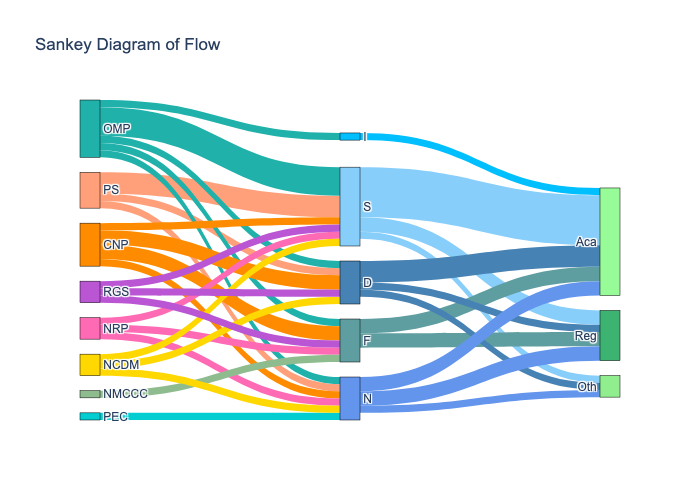 Sankey Diagram of Flow
OMP
PS
CNP
RGS
NRP
NCDM
NMCCC
PEC
I
S
D
F
N
Aca
Reg
Oth